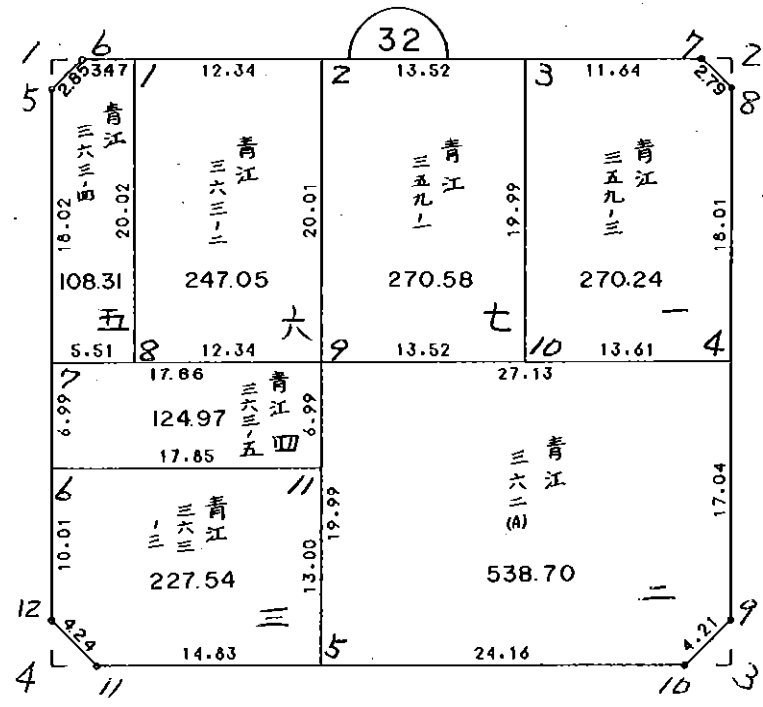 32
1 6 7 2
5 2.85 347 1 12.34 2 13.52 3 11.64 2.79 8
青江 三六三-四
青江 三六三-二
青江 三五九-一
青江 三五九-三
18.02 20.02 20.01 19.99 18.01
108.31 247.05 270.58 270.24
五 六 七 一
5.51 8 12.34 9 13.52 10 13.61 4
7 17.86 27.13
6.99 124.97 青江 三六三-五 四 6.99
17.85
青江 三六二(A)
6 11 19.99 17.04
10.01 青江 三六三-三 13.00
227.54 538.70
三 二
12 4.24 14.83 5 24.16 4.21 9
4 11 10 3